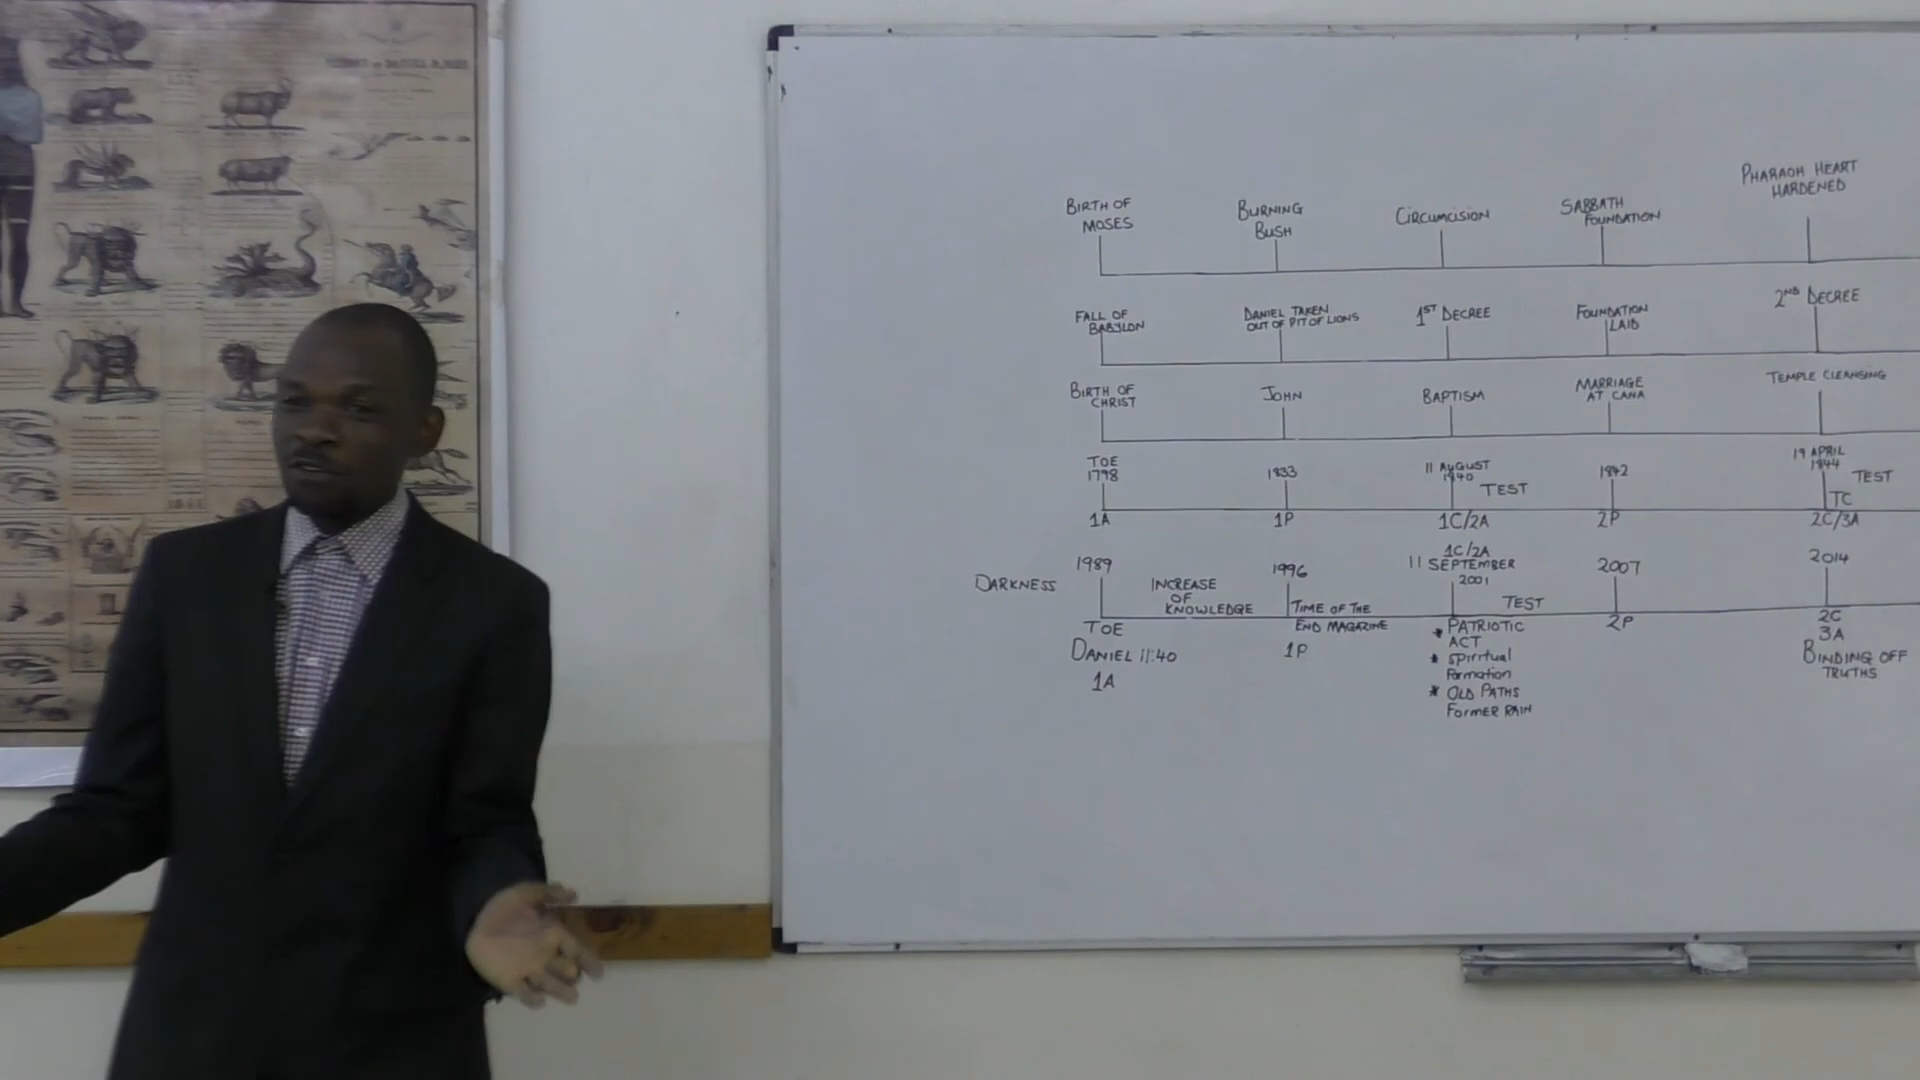 BIRTH OF
MOSES
BURNING
BUSH
CIRCUMCISION
SABBATH
FOUNDATION
PHARAOH HEART
HARDENED
FALL OF
BABYLON
DANIEL TAKEN
OUT OF PIT OF LIONS
1ST DECREE
FOUNDATION
LAID
2ND DECREE
BIRTH OF
CHRIST
JOHN
BAPTISM
MARRIAGE
AT CANA
TEMPLE CLEANSING
TOE
1798
1833
11 AUGUST
1840
TEST
1842
19 APRIL
1844
TEST
TC
1A
1P
1C/2A
2P
2C/3A
DARKNESS
1989
INCREASE
OF
KNOWLEDGE
1996
TIME OF THE
END MAGAZINE
1C/2A
11 SEPTEMBER
2001
TEST
2007
2014
TOE
DANIEL 11:40
1A
1P
* PATRIOTIC
ACT
* Spiritual
Formation
* OLD PATHS
FORMER RAIN
2P
2C
3A
BINDING OFF
TRUTHS